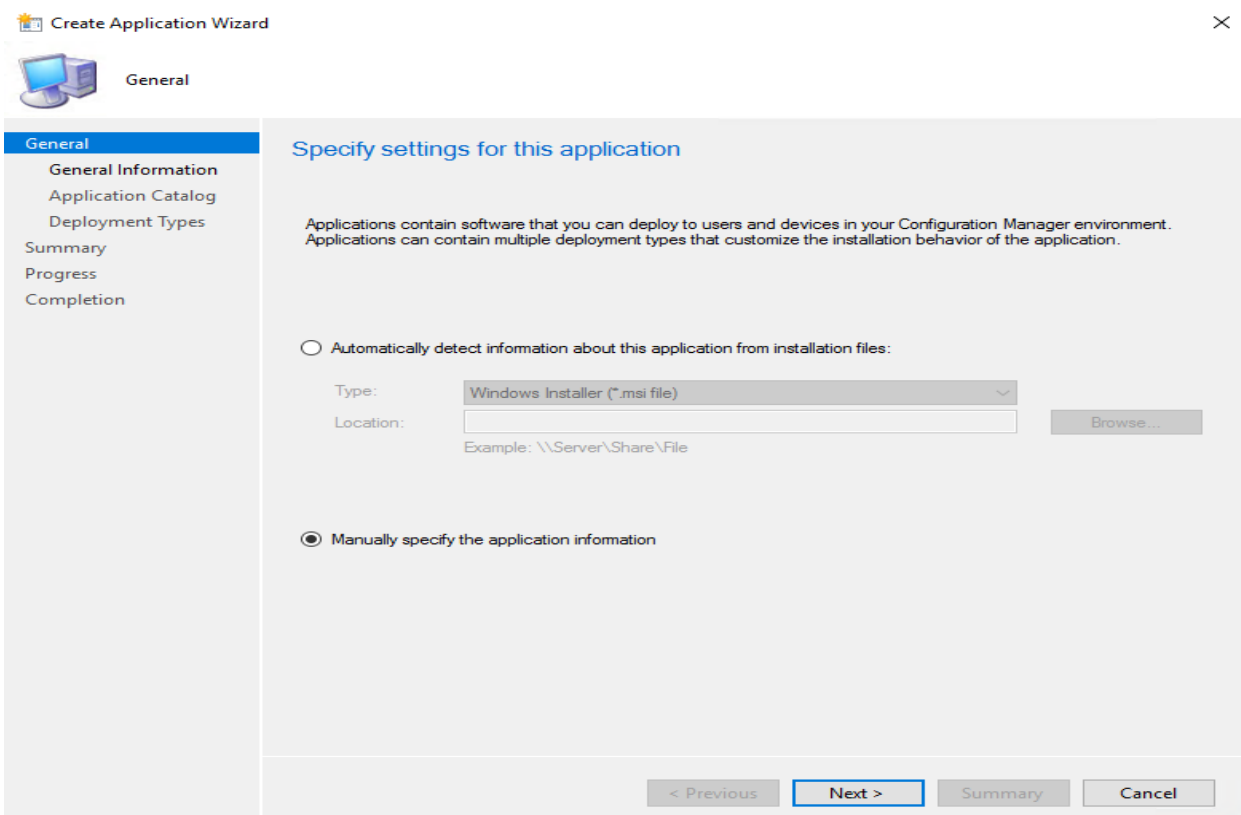 Create Application Wizard
General
General
General Information
Application Catalog
Deployment Types
Summary
Progress
Completion
Specify settings for this application
Applications contain software that you can deploy to users and devices in your Configuration Manager environment.
Applications can contain multiple deployment types that customize the installation behavior of the application.
Automatically detect information about this application from installation files:
Type: Windows Installer (*.msi file)
Location: Browse...
Example: \\Server\Share\File
Manually specify the application information
< Previous Next > Summary Cancel